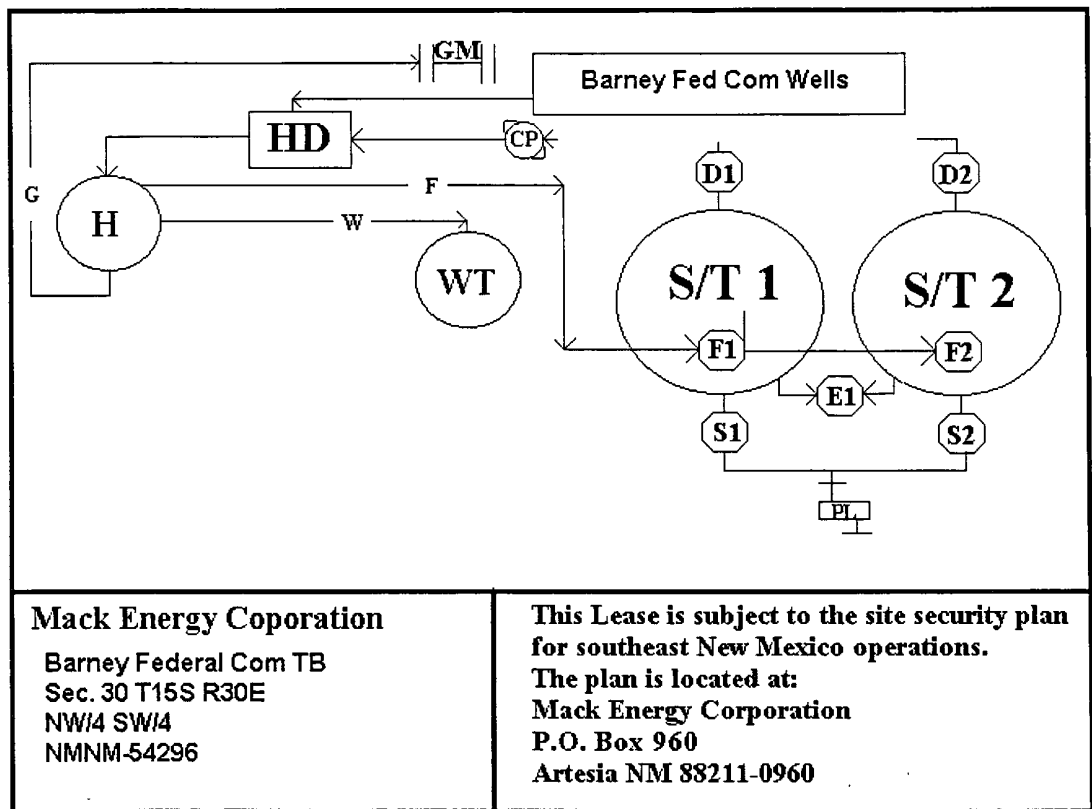 GM
Barney Fed Com Wells
HD
CP
G
F
D1
D2
H
W
WT
S/T 1
S/T 2
F1
F2
E1
S1
S2
PL
Mack Energy Coporation
Barney Federal Com TB
Sec. 30 T15S R30E
NW/4 SW/4
NMNM-54296
This Lease is subject to the site security plan
for southeast New Mexico operations.
The plan is located at:
Mack Energy Corporation
P.O. Box 960
Artesia NM 88211-0960